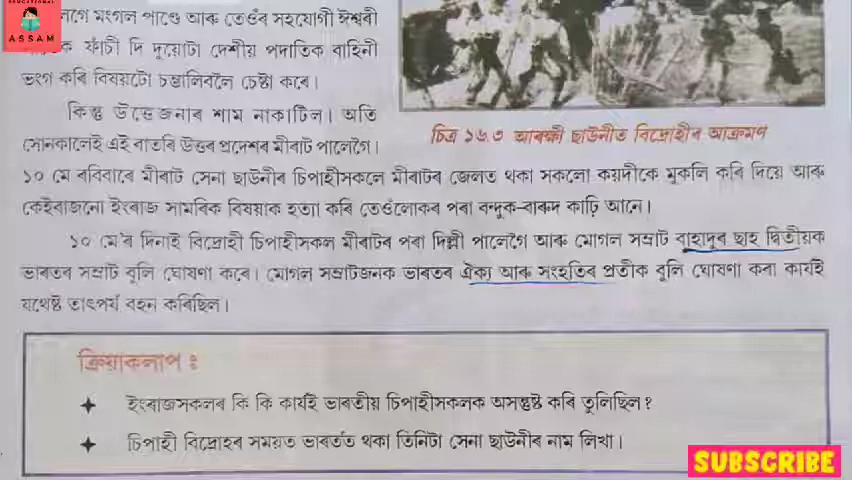 EDUCATIONAL
ASSAM
লগে মংগল পাণ্ডে আৰু তেওঁৰ সহযোগী ঈশ্বৰী
ক ফাঁচী দি দুয়োটা দেশীয় পদাতিক বাহিনী
ভংগ কৰি বিষয়টো চম্ভালিবলৈ চেষ্টা কৰে।
কিন্তু উত্তেজনাৰ শাম নাকাটিল। অতি
সোনকালেই এই বাতৰি উত্তৰ প্ৰদেশৰ মীৰাট পালেগৈ।
চিত্ৰ ১৬.৩ আৰক্ষী ছাউনীত বিদ্ৰোহীৰ আক্ৰমণ
১০ মে ৰবিবাৰে মীৰাট সেনা ছাউনীৰ চিপাহীসকলে মীৰাটৰ জেলত থকা সকলো কয়দীকে মুকলি কৰি দিয়ে আৰু
কেইবাজনো ইংৰাজ সামৰিক বিষয়াক হত্যা কৰি তেওঁলোকৰ পৰা বন্দুক-বাৰুদ কাঢ়ি আনে।
১০ মে'ৰ দিনাই বিদ্ৰোহী চিপাহীসকল মীৰাটৰ পৰা দিল্লী পালেগৈ আৰু মোগল সম্ৰাট বাহাদুৰ ছাহ দ্বিতীয়ক
ভাৰতৰ সম্ৰাট বুলি ঘোষণা কৰে। মোগল সম্ৰাটজনক ভাৰতৰ ঐক্য আৰু সংহতিৰ প্ৰতীক বুলি ঘোষণা কৰা কাৰ্যই
যথেষ্ট তাৎপৰ্য বহন কৰিছিল।
ক্ৰিয়াকলাপ :
ইংৰাজসকলৰ কি কি কাৰ্যই ভাৰতীয় চিপাহীসকলক অসন্তুষ্ট কৰি তুলিছিল?
চিপাহী বিদ্ৰোহৰ সময়ত ভাৰতত থকা তিনিটা সেনা ছাউনীৰ নাম লিখা।
SUBSCRIBE